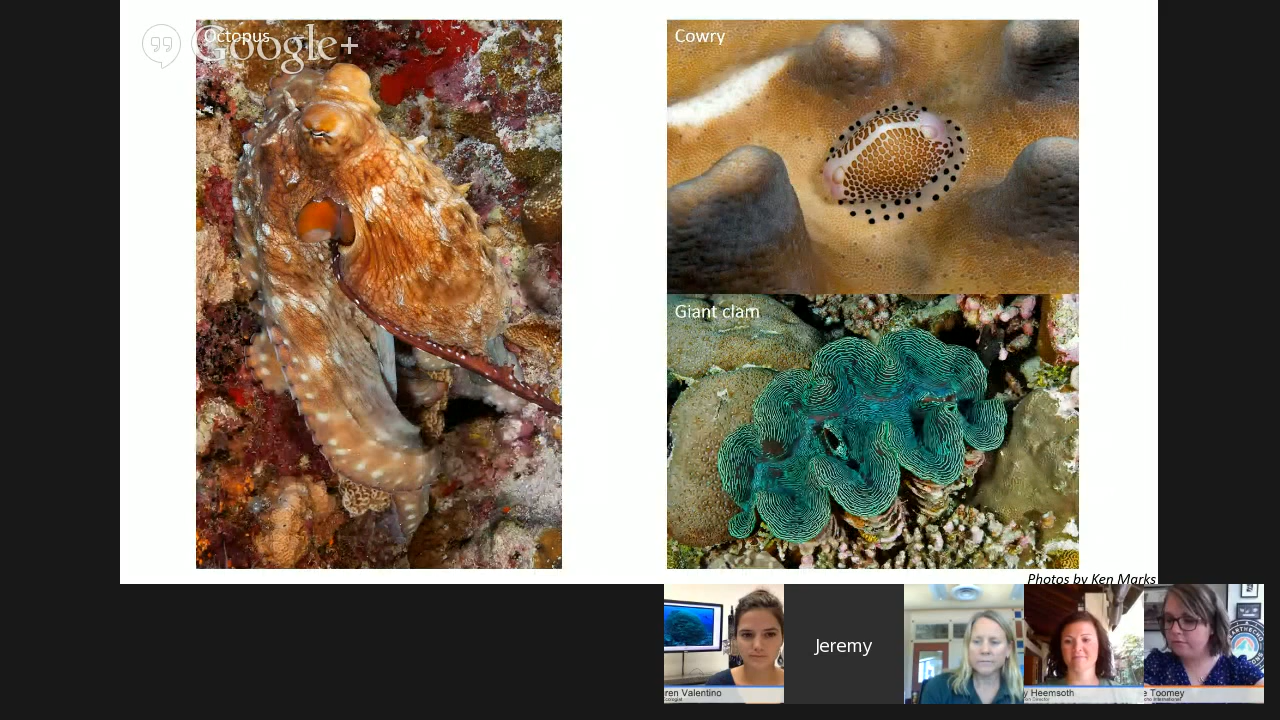 Octopus
Google+
Cowry
Giant clam
Photos by Ken Marks
ren Valentino
Jeremy
y Heemsoth
e Toomey